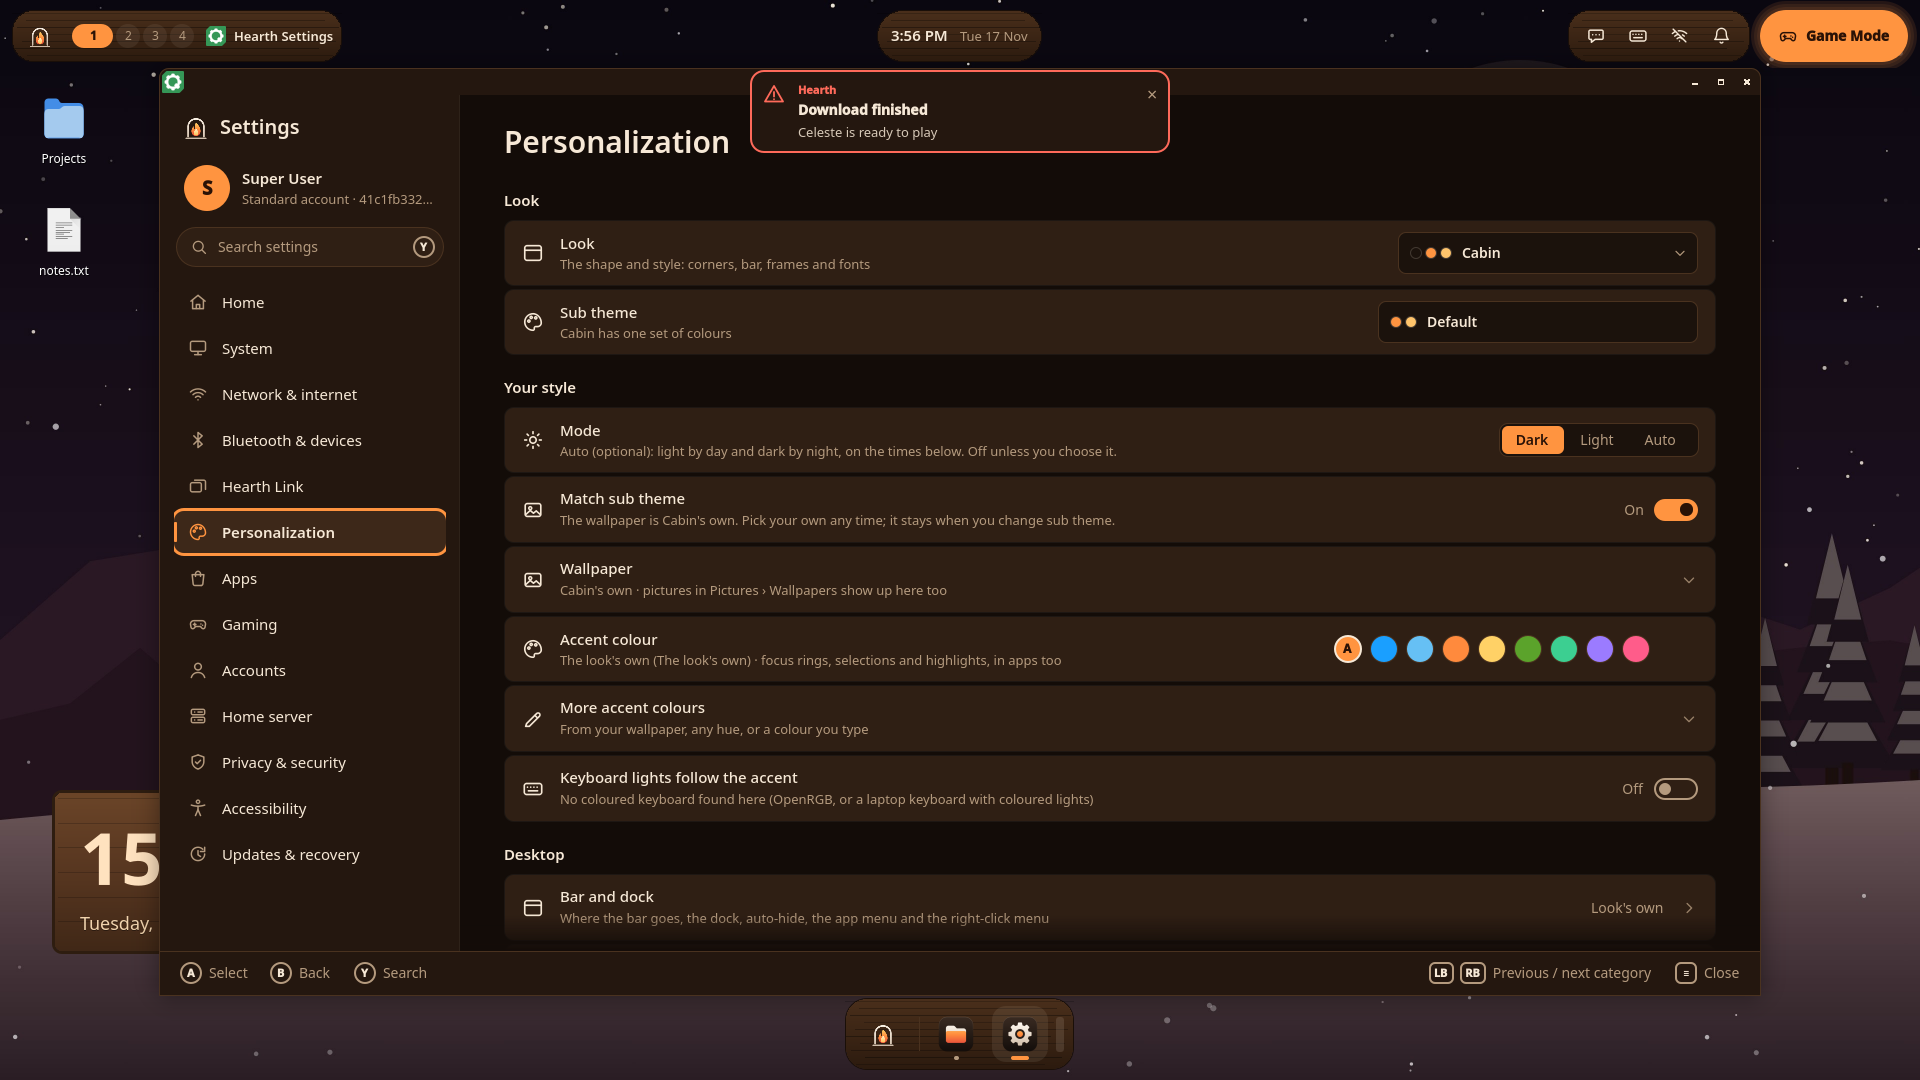 1 2 3 4 Hearth Settings
3:56 PM Tue 17 Nov
Game Mode
Projects
notes.txt
15
Tuesday,
Hearth
Download finished
Celeste is ready to play
Settings
S
Super User
Standard account · 41c1fb332...
Search settings Y
Home
System
Network & internet
Bluetooth & devices
Hearth Link
Personalization
Apps
Gaming
Accounts
Home server
Privacy & security
Accessibility
Updates & recovery
Personalization
Look
Look
The shape and style: corners, bar, frames and fonts
Cabin
Sub theme
Cabin has one set of colours
Default
Your style
Mode
Auto (optional): light by day and dark by night, on the times below. Off unless you choose it.
Dark Light Auto
Match sub theme
The wallpaper is Cabin's own. Pick your own any time; it stays when you change sub theme.
On
Wallpaper
Cabin's own · pictures in Pictures › Wallpapers show up here too
Accent colour
The look's own (The look's own) · focus rings, selections and highlights, in apps too
A
More accent colours
From your wallpaper, any hue, or a colour you type
Keyboard lights follow the accent
No coloured keyboard found here (OpenRGB, or a laptop keyboard with coloured lights)
Off
Desktop
Bar and dock
Where the bar goes, the dock, auto-hide, the app menu and the right-click menu
Look's own
A Select B Back Y Search
LB RB Previous / next category ≡ Close